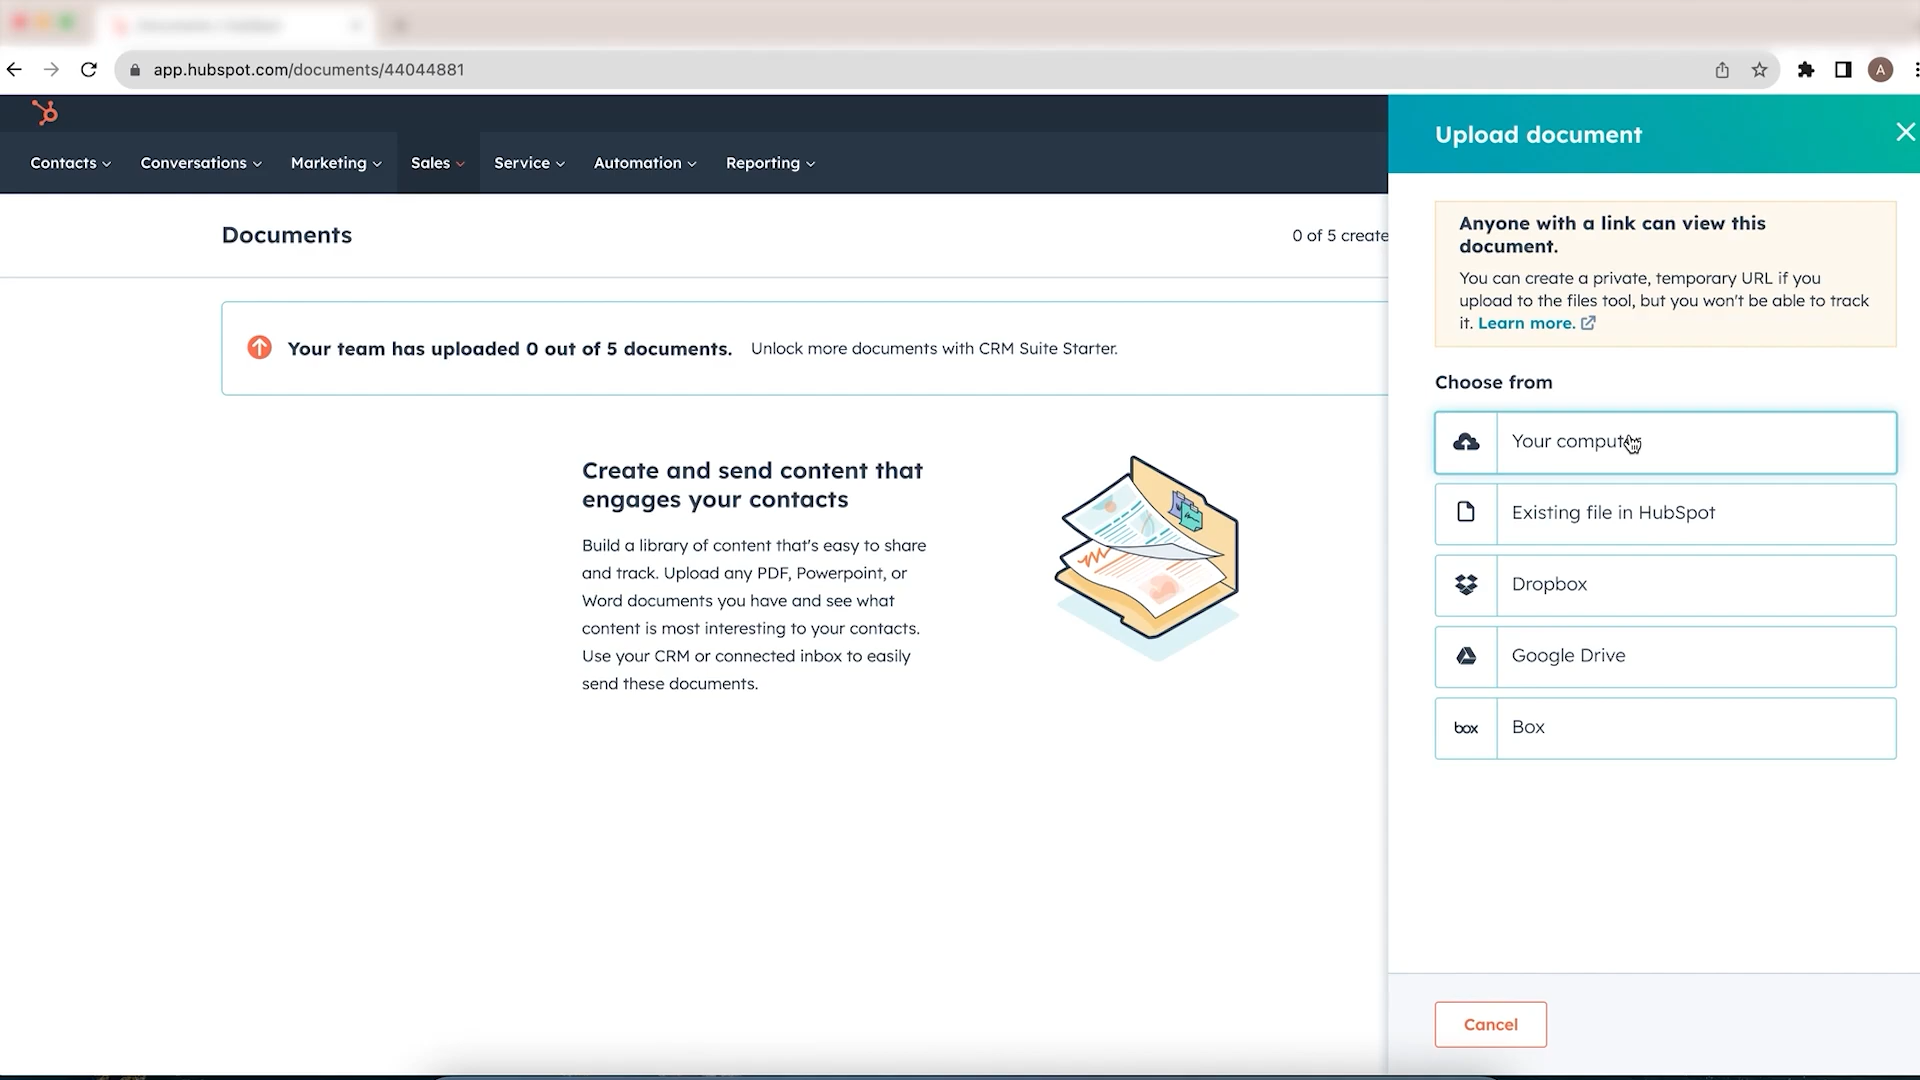 app.hubspot.com/documents/44044881
A
Contacts
Conversations
Marketing
Sales
Service
Automation
Reporting
Documents
0 of 5 create
Your team has uploaded 0 out of 5 documents. Unlock more documents with CRM Suite Starter.
Create and send content that
engages your contacts
Build a library of content that's easy to share
and track. Upload any PDF, Powerpoint, or
Word documents you have and see what
content is most interesting to your contacts.
Use your CRM or connected inbox to easily
send these documents.
Upload document
Anyone with a link can view this
document.
You can create a private, temporary URL if you
upload to the files tool, but you won't be able to track
it. Learn more.
Choose from
Your computer
Existing file in HubSpot
Dropbox
Google Drive
box Box
Cancel